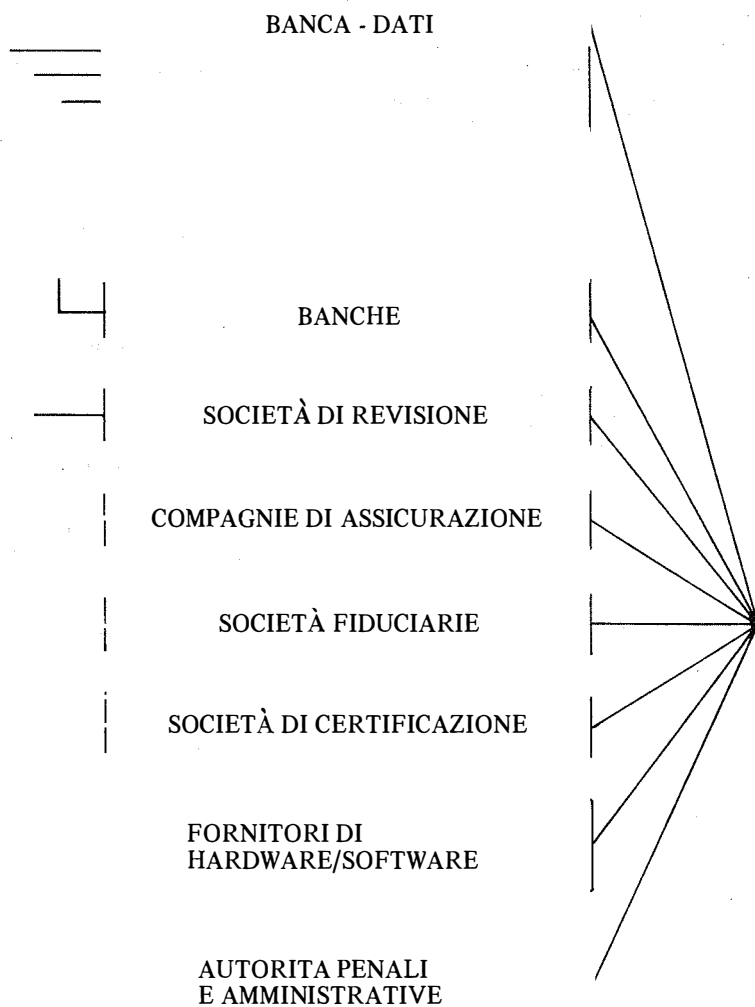 BANCA - DATI
BANCHE
SOCIETÀ DI REVISIONE
COMPAGNIE DI ASSICURAZIONE
SOCIETÀ FIDUCIARIE
SOCIETÀ DI CERTIFICAZIONE
FORNITORI DI
HARDWARE/SOFTWARE
AUTORITA PENALI
E AMMINISTRATIVE